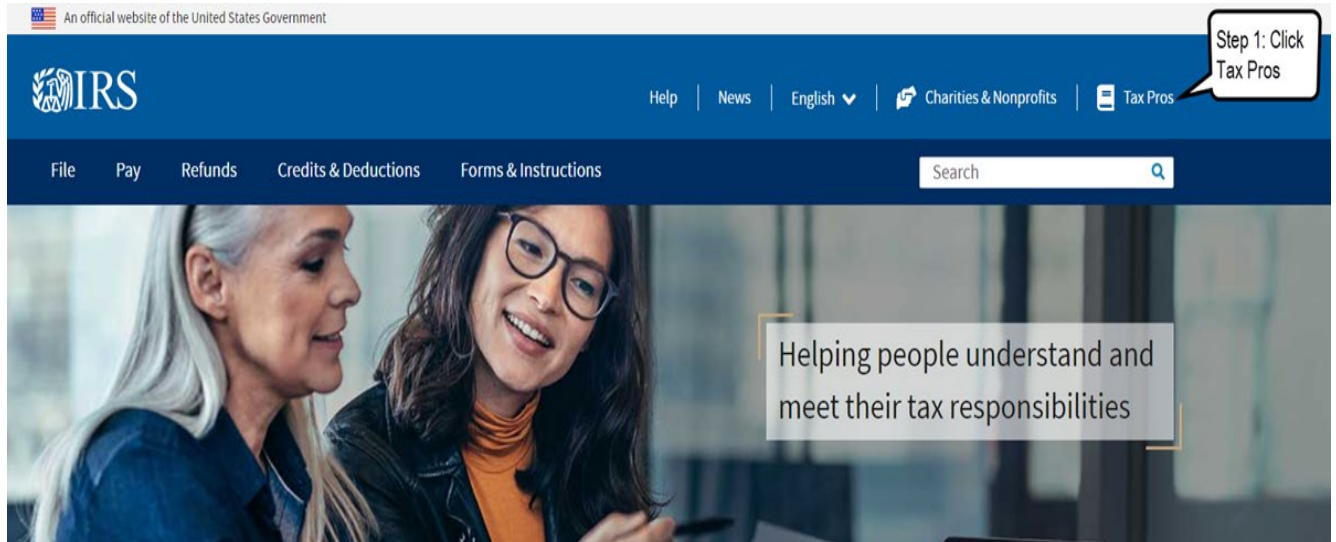 An official website of the United States Government
Step 1: Click
Tax Pros
IRS
Help
News
English
Charities & Nonprofits
Tax Pros
File
Pay
Refunds
Credits & Deductions
Forms & Instructions
Search
Helping people understand and
meet their tax responsibilities